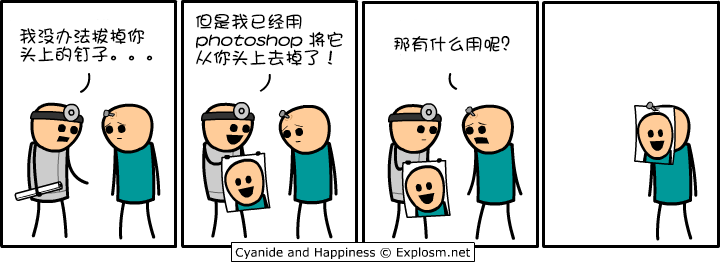 我没办法拔掉你
头上的钉子。。。
但是我已经用
photoshop 将它
从你头上去掉了！
那有什么用呢？
Cyanide and Happiness © Explosm.net